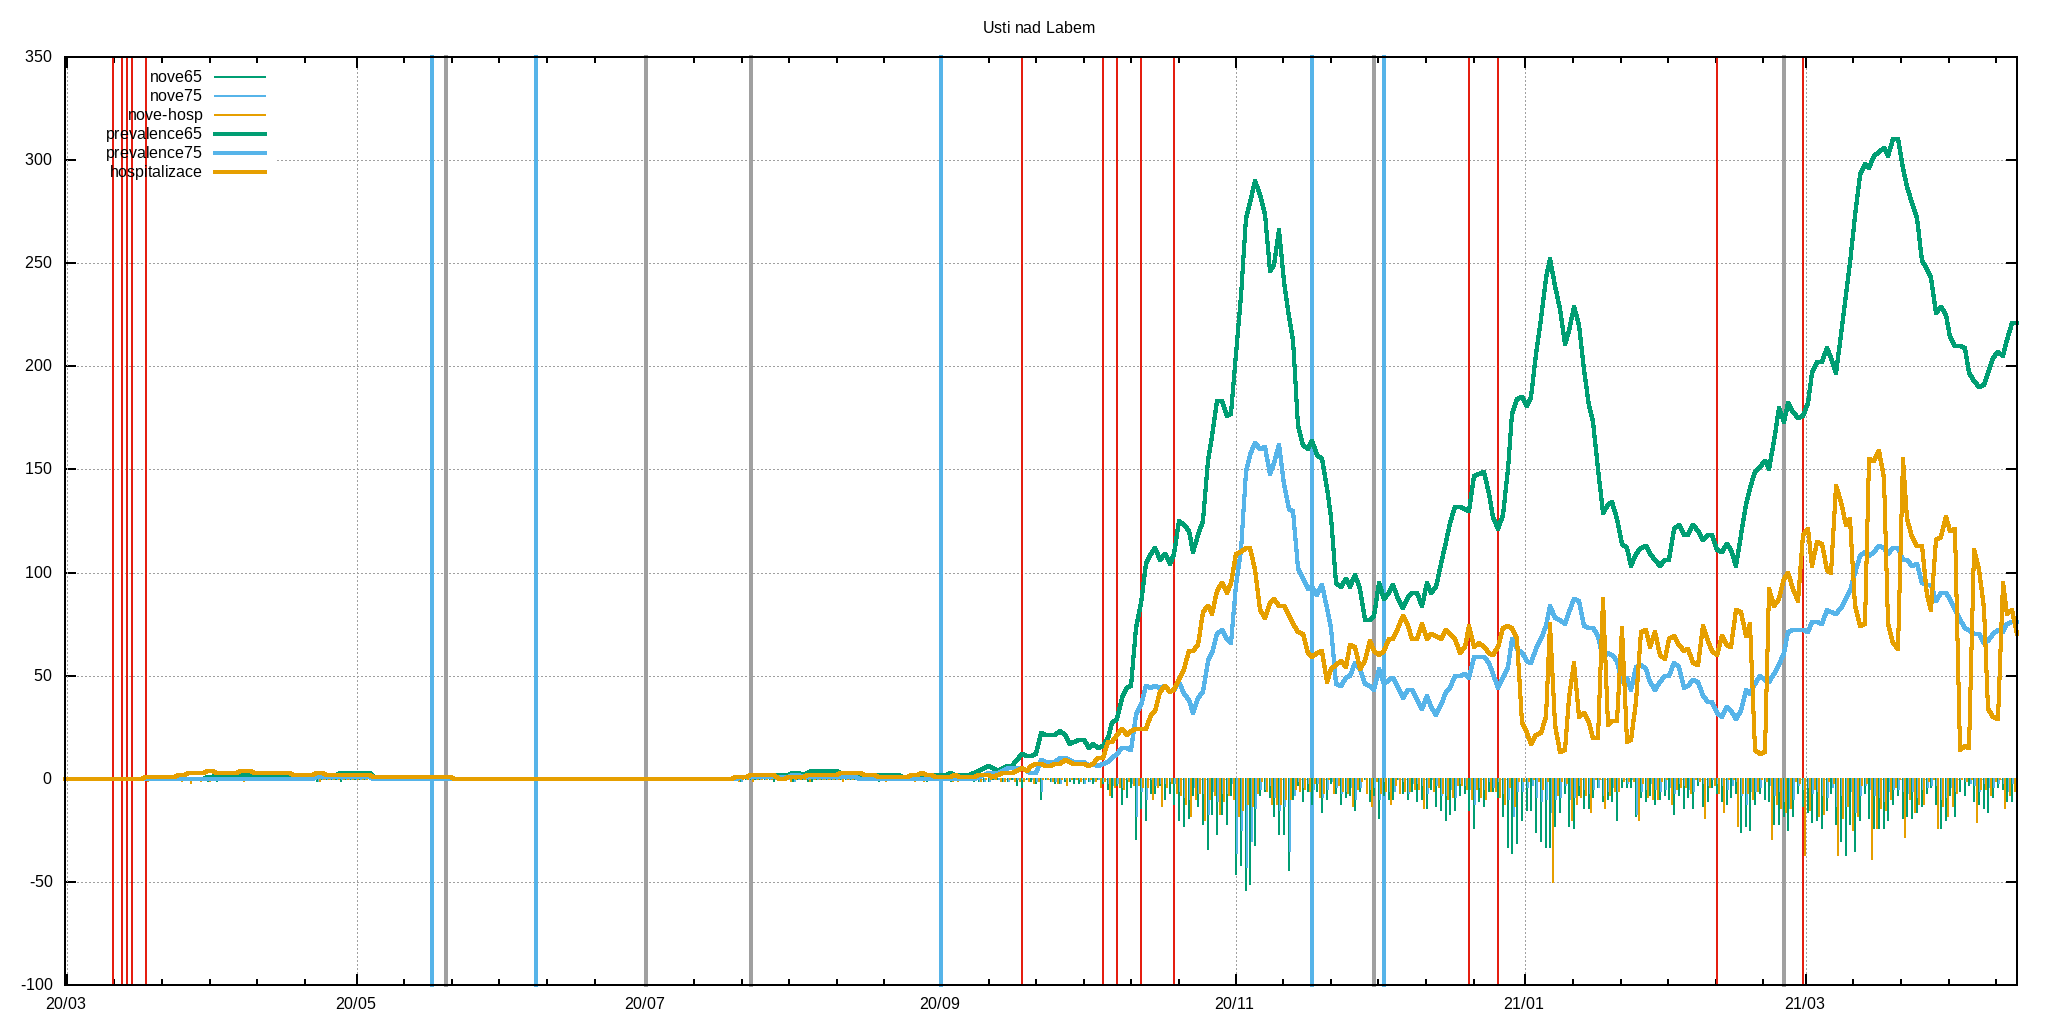 Usti nad Labem
350
300
250
200
150
100
50
0
-50
-100
nove65
nove75
nove-hosp
prevalence65
prevalence75
hospitalizace
20/03 20/05 20/07 20/09 20/11 21/01 21/03